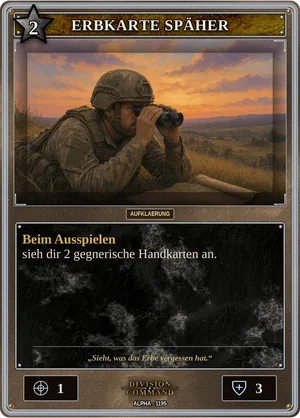 2
ERBKARTE SPÄHER
AUFKLAERUNG
Beim Ausspielen
sieh dir 2 gegnerische Handkarten an.
„Sieht, was das Erbe vergessen hat.“
1
DIVISION
COMMAND
ALPHA · 1195
3